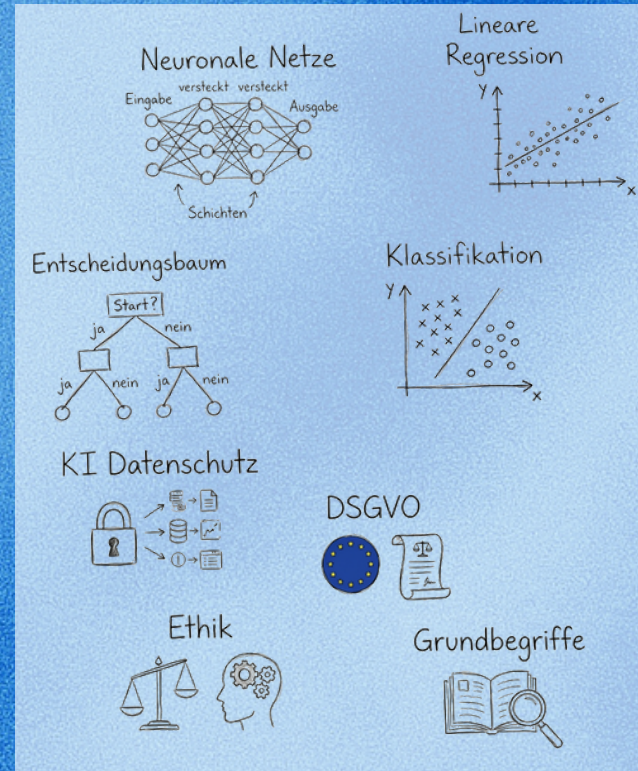 Neuronale Netze
Eingabe
versteckt versteckt
Ausgabe
Schichten
Lineare
Regression
y
x
Entscheidungsbaum
Start?
ja
nein
ja
nein
ja
nein
Klassifikation
y
x
KI Datenschutz
DSGVO
Ethik
Grundbegriffe